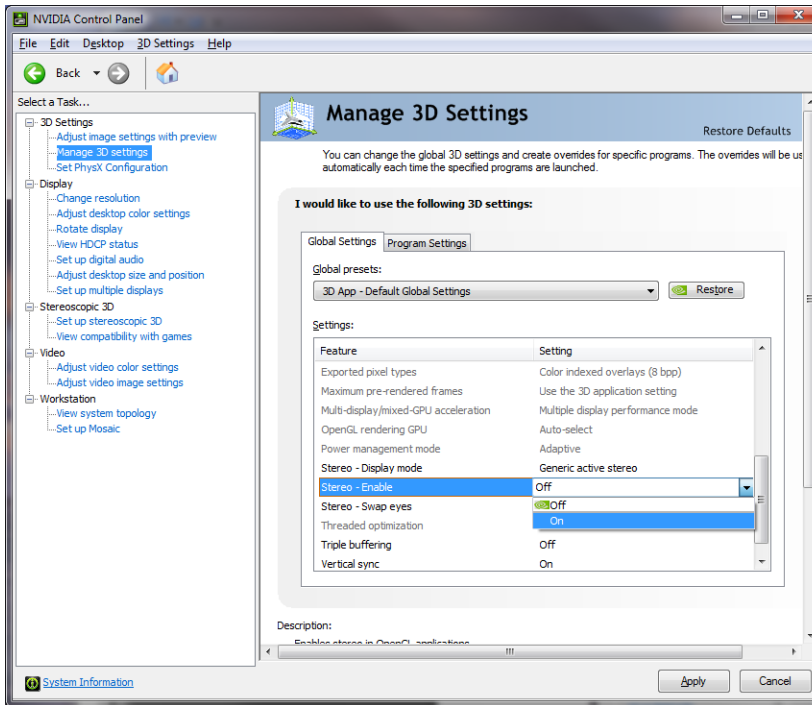 NVIDIA Control Panel
File Edit Desktop 3D Settings Help
Back
Select a Task...
3D Settings
Adjust image settings with preview
Manage 3D settings
Set PhysX Configuration
Display
Change resolution
Adjust desktop color settings
Rotate display
View HDCP status
Set up digital audio
Adjust desktop size and position
Set up multiple displays
Stereoscopic 3D
Set up stereoscopic 3D
View compatibility with games
Video
Adjust video color settings
Adjust video image settings
Workstation
View system topology
Set up Mosaic
System Information
Manage 3D Settings
Restore Defaults
You can change the global 3D settings and create overrides for specific programs. The overrides will be us
automatically each time the specified programs are launched.
I would like to use the following 3D settings:
Global Settings Program Settings
Global presets:
3D App - Default Global Settings Restore
Settings:
Feature Setting
Exported pixel types Color indexed overlays (8 bpp)
Maximum pre-rendered frames Use the 3D application setting
Multi-display/mixed-GPU acceleration Multiple display performance mode
OpenGL rendering GPU Auto-select
Power management mode Adaptive
Stereo - Display mode Generic active stereo
Stereo - Enable Off
Stereo - Swap eyes Off
Threaded optimization On
Triple buffering Off
Vertical sync On
Description:
Enables stereo in OpenGL applications.
Apply Cancel